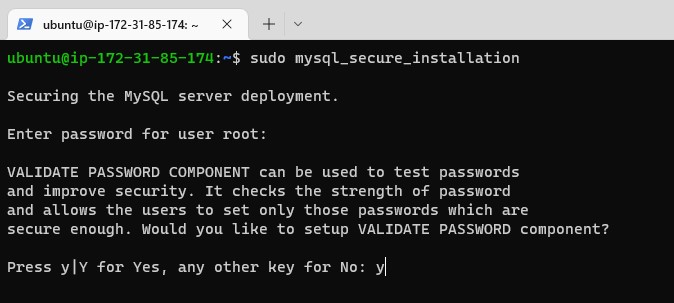 ubuntu@ip-172-31-85-174: ~
ubuntu@ip-172-31-85-174:~$ sudo mysql_secure_installation
Securing the MySQL server deployment.
Enter password for user root:
VALIDATE PASSWORD COMPONENT can be used to test passwords
and improve security. It checks the strength of password
and allows the users to set only those passwords which are
secure enough. Would you like to setup VALIDATE PASSWORD component?
Press y|Y for Yes, any other key for No: y